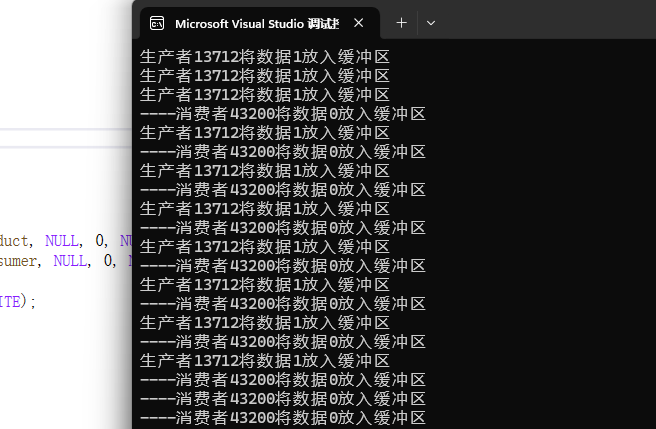 Microsoft Visual Studio 调试控
生产者13712将数据1放入缓冲区
生产者13712将数据1放入缓冲区
生产者13712将数据1放入缓冲区
----消费者43200将数据0放入缓冲区
生产者13712将数据1放入缓冲区
----消费者43200将数据0放入缓冲区
生产者13712将数据1放入缓冲区
----消费者43200将数据0放入缓冲区
生产者13712将数据1放入缓冲区
----消费者43200将数据0放入缓冲区
生产者13712将数据1放入缓冲区
----消费者43200将数据0放入缓冲区
生产者13712将数据1放入缓冲区
----消费者43200将数据0放入缓冲区
生产者13712将数据1放入缓冲区
----消费者43200将数据0放入缓冲区
生产者13712将数据1放入缓冲区
----消费者43200将数据0放入缓冲区
----消费者43200将数据0放入缓冲区
----消费者43200将数据0放入缓冲区
duct, NULL, 0,
sumer, NULL, 0,
ITE);